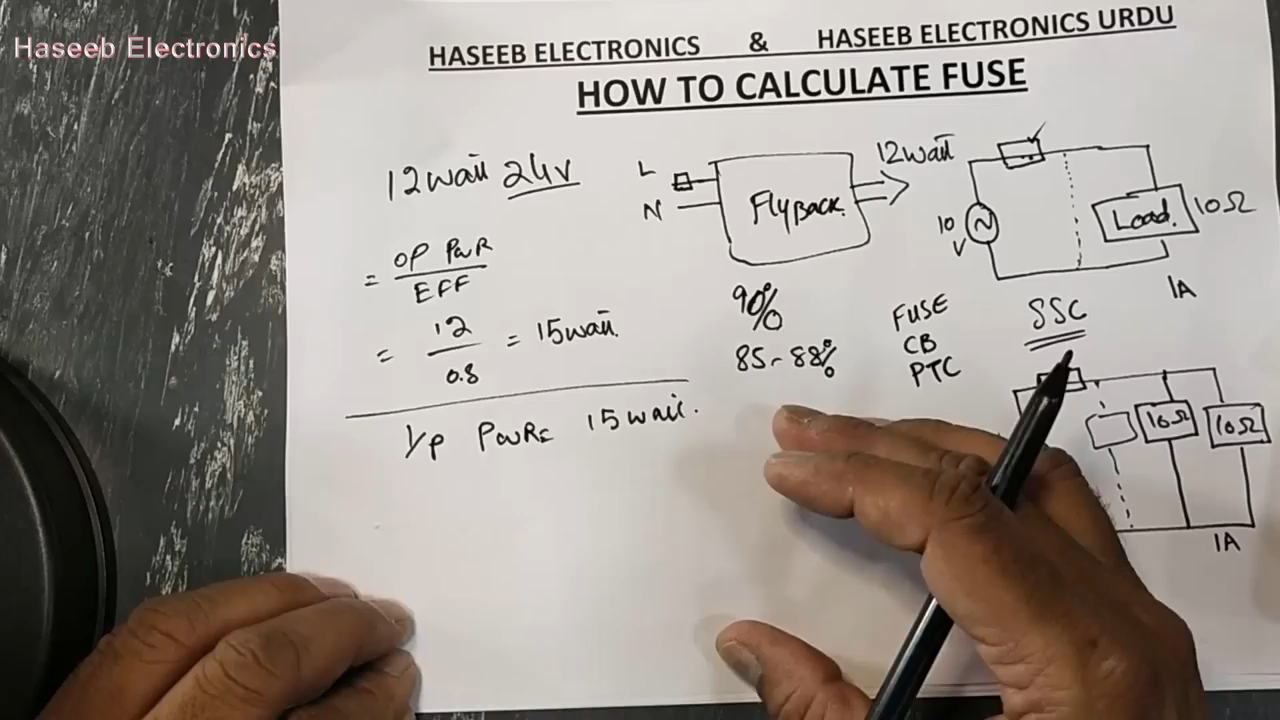 Haseeb Electronics
HASEEB ELECTRONICS & HASEEB ELECTRONICS URDU
HOW TO CALCULATE FUSE
12watt 24v
= OP PWR
EFF
= 12 = 15watt.
0.8
I/P PWR= 15watt.
L
N
FlyBack.
12watt
90%
85-88%
FUSE
CB
PTC
10
V
Load.
10Ω
1A
SSC
10Ω
10Ω
1A